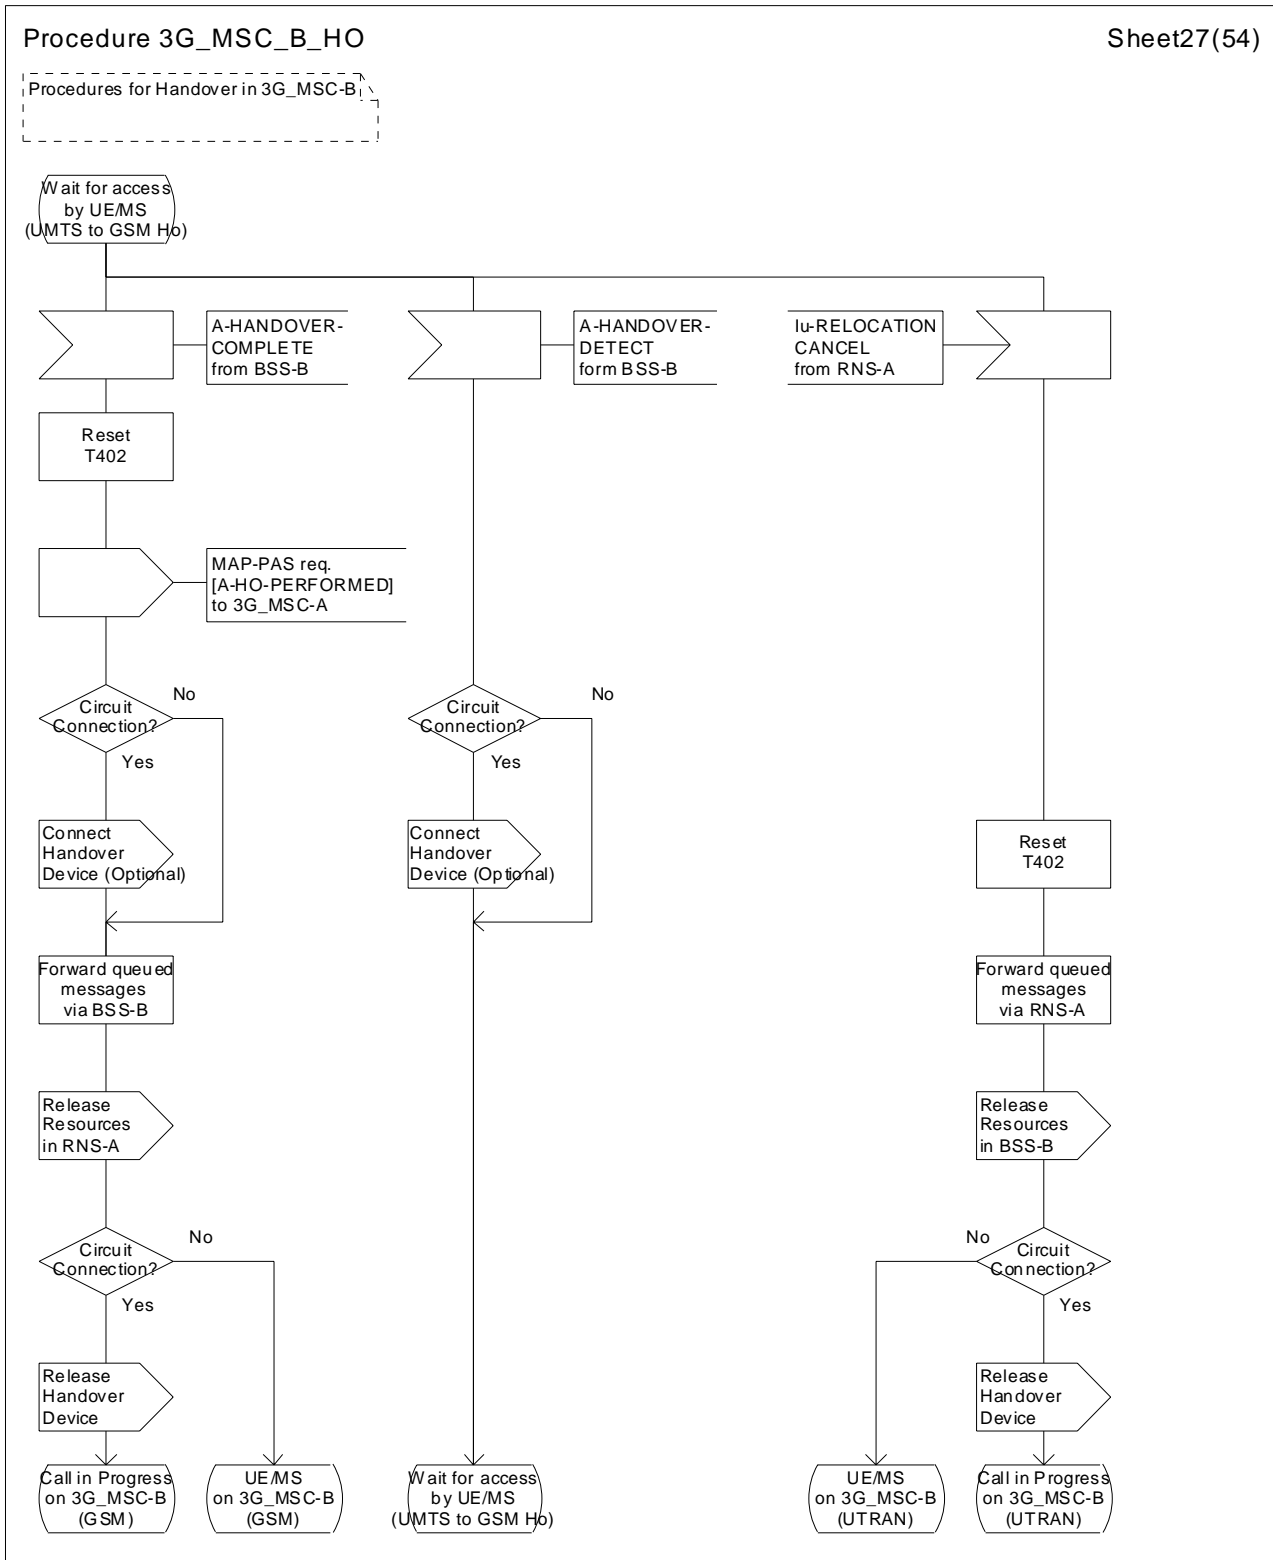 Procedure 3G_MSC_B_HO
Sheet27(54)
Procedures for Handover in 3G_MSC-B
Wait for access
by UE/MS
(UMTS to GSM Ho)
A-HANDOVER-
COMPLETE
from BSS-B
A-HANDOVER-
DETECT
form BSS-B
Iu-RELOCATION
CANCEL
from RNS-A
Reset
T402
MAP-PAS req.
[A-HO-PERFORMED]
to 3G_MSC-A
Circuit
Connection?
No
Yes
Circuit
Connection?
No
Yes
Connect
Handover
Device (Optional)
Connect
Handover
Device (Optional)
Reset
T402
Forward queued
messages
via BSS-B
Forward queued
messages
via RNS-A
Release
Resources
in RNS-A
Release
Resources
in BSS-B
Circuit
Connection?
No
Yes
No
Circuit
Connection?
Yes
Release
Handover
Device
Release
Handover
Device
Call in Progress
on 3G_MSC-B
(GSM)
UE/MS
on 3G_MSC-B
(GSM)
Wait for access
by UE/MS
(UMTS to GSM Ho)
UE/MS
on 3G_MSC-B
(UTRAN)
Call in Progress
on 3G_MSC-B
(UTRAN)